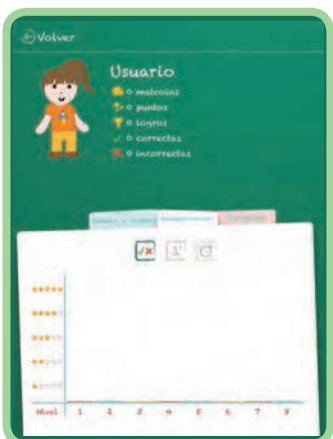 Volver
Usuario
0 matcoins
0 puntos
0 logros
0 correctas
0 incorrectas
Nivel 1 2 3 4 5 6 7 8